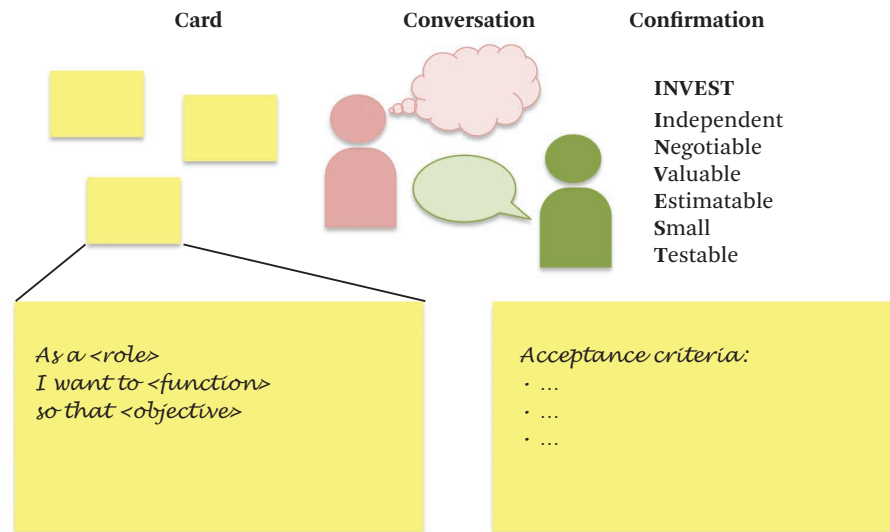 Card
Conversation
Confirmation
INVEST
Independent
Negotiable
Valuable
Estimatable
Small
Testable
As a <role>
I want to <function>
so that <objective>
Acceptance criteria:
· ...
· ...
· ...